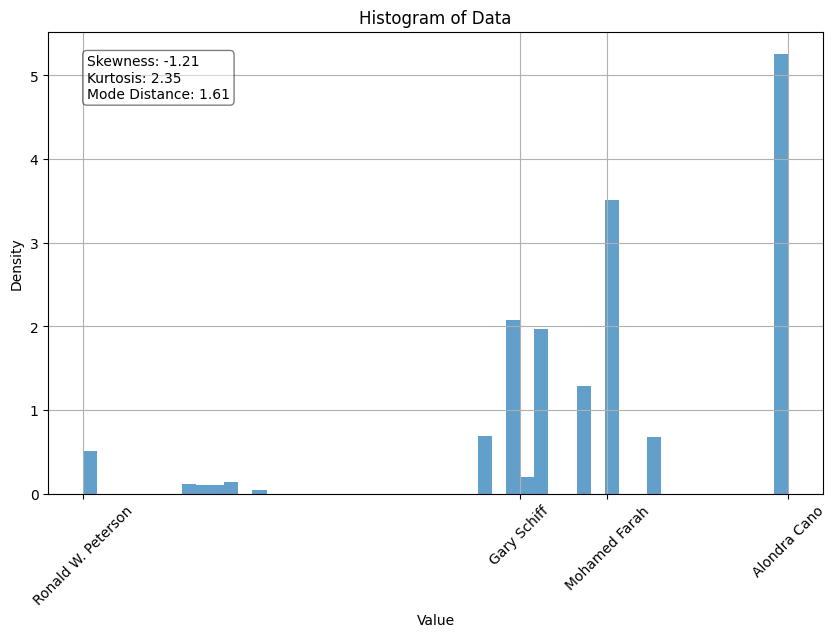 Histogram of Data
Skewness: -1.21
Kurtosis: 2.35
Mode Distance: 1.61
Density
5
4
3
2
1
0
Ronald W. Peterson
Gary Schiff
Mohamed Farah
Alondra Cano
Value